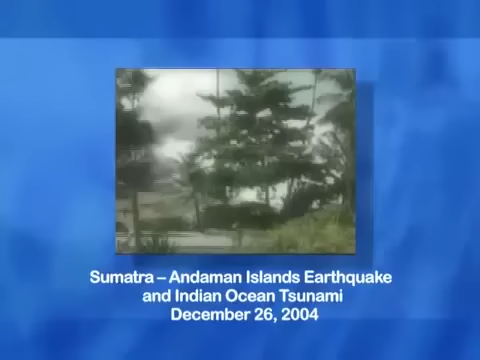 Sumatra – Andaman Islands Earthquake
and Indian Ocean Tsunami
December 26, 2004